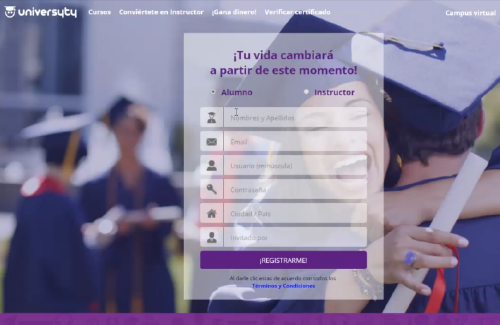 universyty
Cursos
Conviértete en Instructor
¡Gana dinero!
Verificar certificado
Campus virtual
¡Tu vida cambiará
a partir de este momento!
Alumno
Instructor
Nombres y Apellidos
Email
Usuario (minuscula)
Contraseña
Ciudad / País
Invitado por
¡REGISTRARME!
Al darle clic estas de acuerdo con todos los
Términos y Condiciones